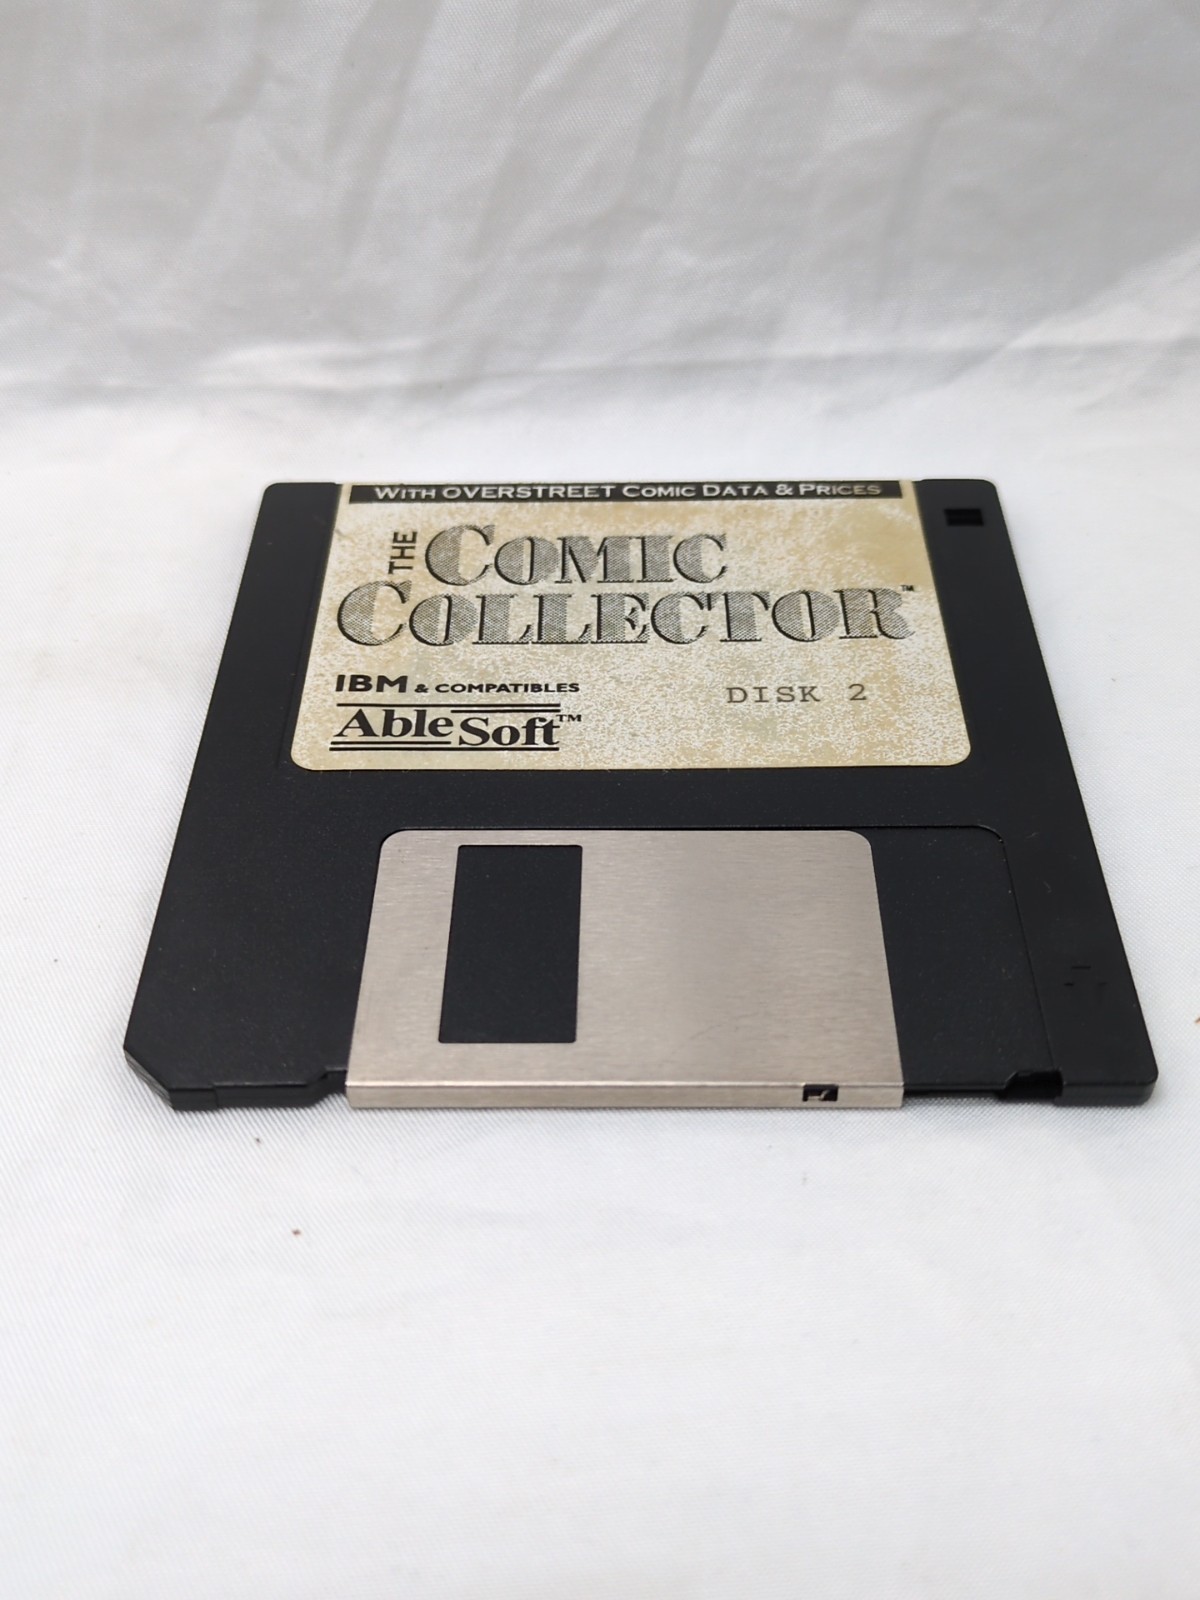 WITH OVERSTREET COMIC DATA & PRICES
THE COMIC
COLLECTOR™
IBM & COMPATIBLES
DISK 2
AbleSoft™